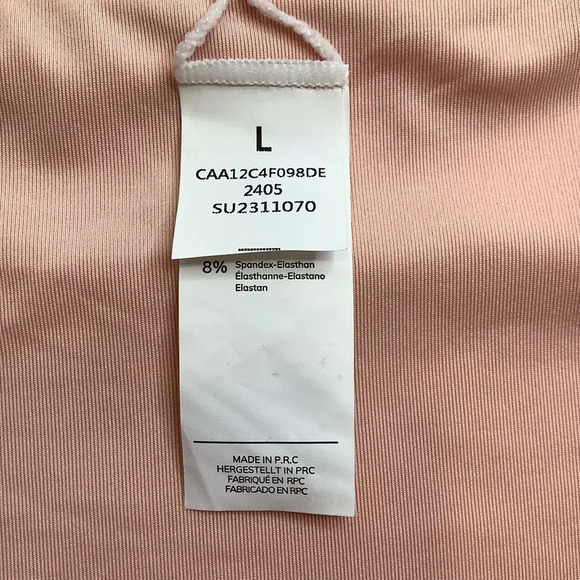 L
CAA12C4F098DE
2405
SU2311070
8% Spandex-Elasthan
Élasthanne-Elastano
Elastan
MADE IN P.R.C
HERGESTELLT IN PRC
FABRIQUÉ EN RPC
FABRICADO EN RPC